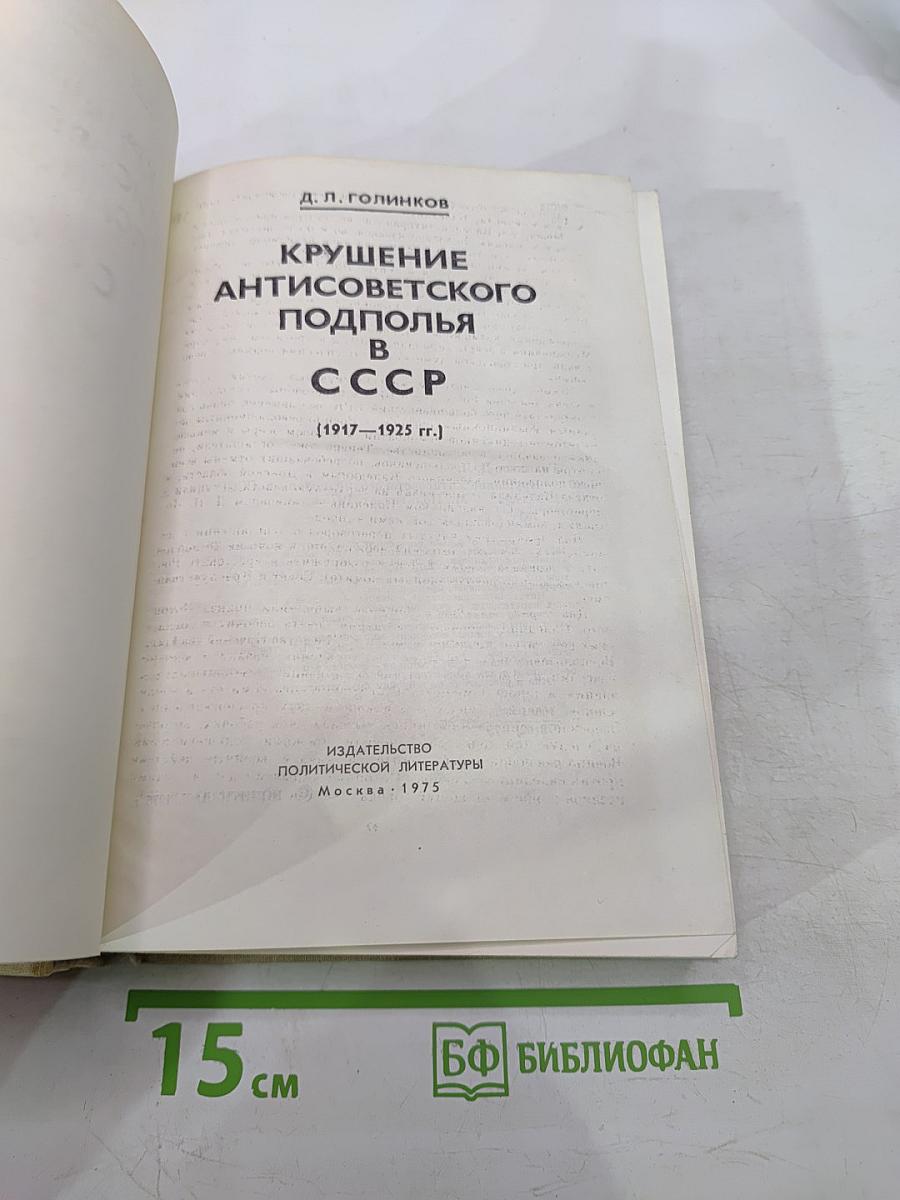 Д. Л. ГОЛИНКОВ
КРУШЕНИЕ
АНТИСОВЕТСКОГО
ПОДПОЛЬЯ
В
СССР
(1917—1925 гг.)
ИЗДАТЕЛЬСТВО
ПОЛИТИЧЕСКОЙ ЛИТЕРАТУРЫ
Москва · 1975
15 см
БФ БИБЛИОФАН